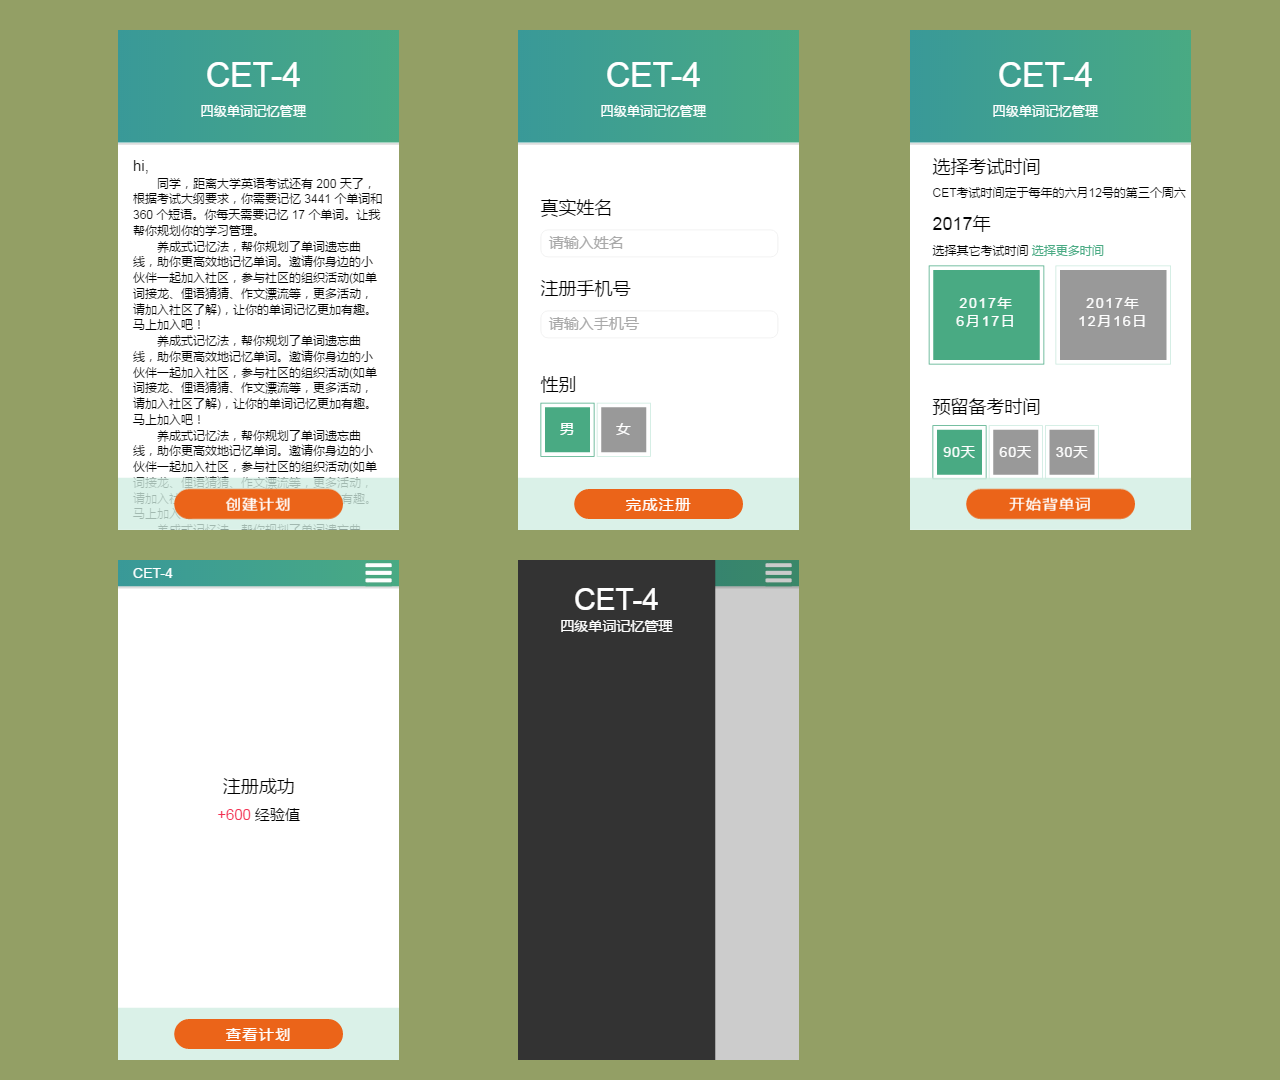 CET-4
四级单词记忆管理
hi,
同学，距离大学英语考试还有 200 天了，
根据考试大纲要求，你需要记忆 3441 个单词和
360 个短语。你每天需要记忆 17 个单词。让我
帮你规划你的学习管理。
养成式记忆法，帮你规划了单词遗忘曲
线，助你更高效地记忆单词。邀请你身边的小
伙伴一起加入社区，参与社区的组织活动(如单
词接龙、俚语猜猜、作文漂流等，更多活动，
请加入社区了解)，让你的单词记忆更加有趣。
马上加入吧！
养成式记忆法，帮你规划了单词遗忘曲
线，助你更高效地记忆单词。邀请你身边的小
伙伴一起加入社区，参与社区的组织活动(如单
词接龙、俚语猜猜、作文漂流等，更多活动，
请加入社区了解)，让你的单词记忆更加有趣。
马上加入吧！
养成式记忆法，帮你规划了单词遗忘曲
线，助你更高效地记忆单词。邀请你身边的小
伙伴一起加入社区，参与社区的组织活动(如单
词接龙、俚语猜猜、作文漂流等，更多活动，
请加入 有趣。
马上加
养成式记忆法，帮你规划了单词遗忘曲
创建计划
CET-4
四级单词记忆管理
真实姓名
请输入姓名
注册手机号
请输入手机号
性别
男
女
完成注册
CET-4
四级单词记忆管理
选择考试时间
CET考试时间定于每年的六月12号的第三个周六
2017年
选择其它考试时间 选择更多时间
2017年
6月17日
2017年
12月16日
预留备考时间
90天
60天
30天
开始背单词
CET-4
注册成功
+600 经验值
查看计划
CET-4
四级单词记忆管理